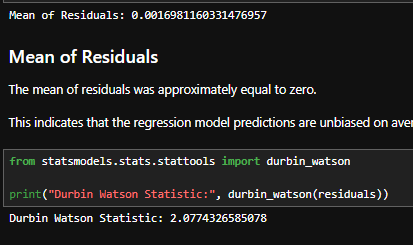 Mean of Residuals: 0.0016981160331476957
Mean of Residuals
The mean of residuals was approximately equal to zero.
This indicates that the regression model predictions are unbiased on
from statsmodels.stats.stattools import durbin_watson
print("Durbin Watson Statistic:", durbin_watson(residuals))
Durbin Watson Statistic: 2.0774326585078